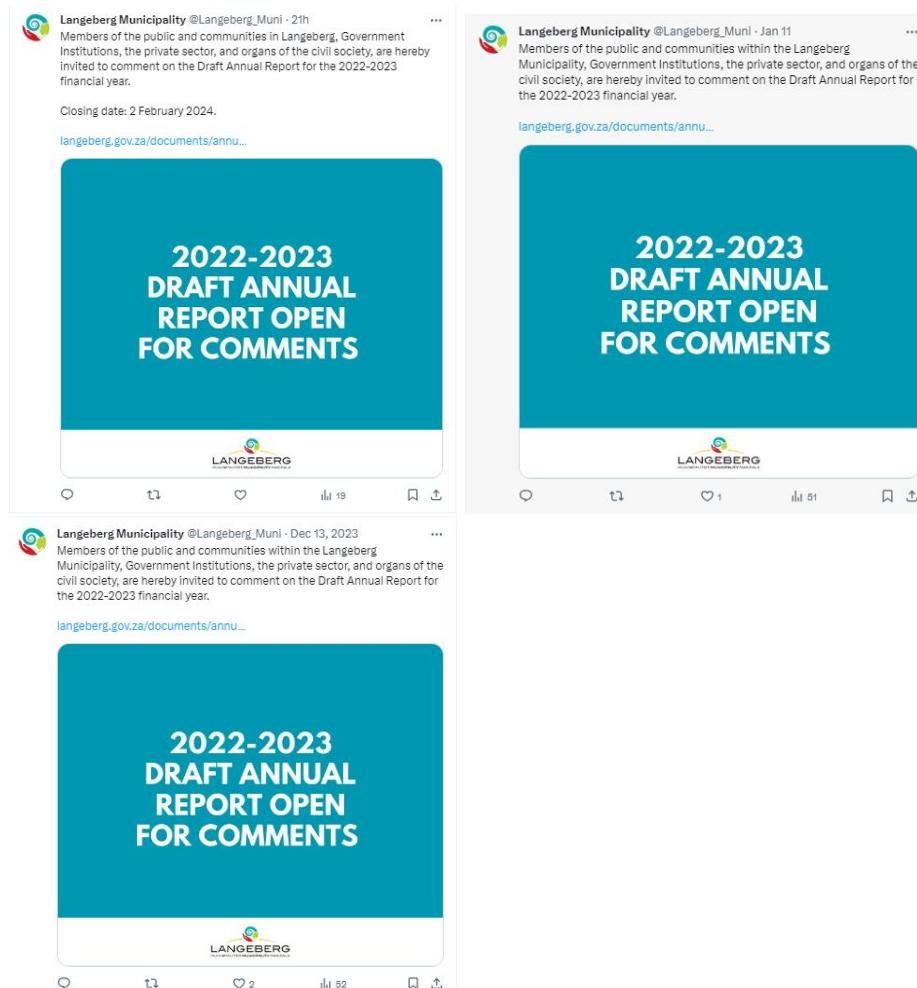 Langeberg Municipality @Langeberg_Muni · 21h
Members of the public and communities in Langeberg, Government
Institutions, the private sector, and organs of the civil society, are hereby
invited to comment on the Draft Annual Report for the 2022-2023
financial year.
Closing date: 2 February 2024.
langeberg.gov.za/documents/annu...
2022-2023
DRAFT ANNUAL
REPORT OPEN
FOR COMMENTS
LANGEBERG
19
Langeberg Municipality @Langeberg_Muni · Jan 11
Members of the public and communities within the Langeberg
Municipality, Government Institutions, the private sector, and organs of the
civil society, are hereby invited to comment on the Draft Annual Report for
the 2022-2023 financial year.
langeberg.gov.za/documents/annu...
2022-2023
DRAFT ANNUAL
REPORT OPEN
FOR COMMENTS
LANGEBERG
1 51
Langeberg Municipality @Langeberg_Muni · Dec 13, 2023
Members of the public and communities within the Langeberg
Municipality, Government Institutions, the private sector, and organs of the
civil society, are hereby invited to comment on the Draft Annual Report for
the 2022-2023 financial year.
langeberg.gov.za/documents/annu...
2022-2023
DRAFT ANNUAL
REPORT OPEN
FOR COMMENTS
LANGEBERG
2 52